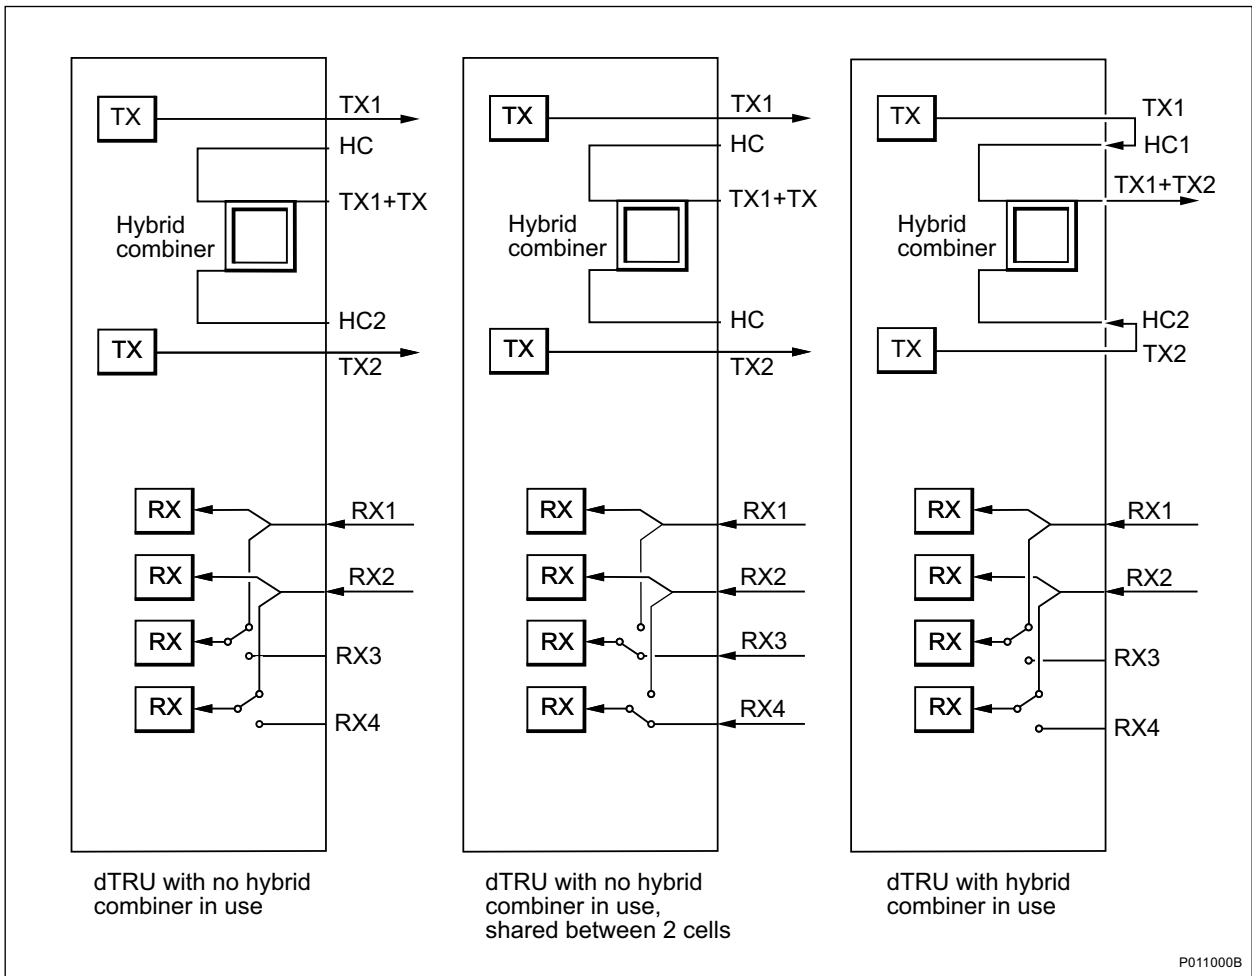 TX
TX1
HC
TX1+TX
Hybrid
combiner
HC2
TX
TX2
RX
RX1
RX
RX2
RX
RX3
RX
RX4
dTRU with no hybrid
combiner in use
TX
TX1
HC
TX1+TX
Hybrid
combiner
HC
TX
TX2
RX
RX1
RX
RX2
RX
RX3
RX
RX4
dTRU with no hybrid
combiner in use,
shared between 2 cells
TX
TX1
HC1
TX1+TX2
Hybrid
combiner
HC2
TX
TX2
RX
RX1
RX
RX2
RX
RX3
RX
RX4
dTRU with hybrid
combiner in use
P011000B